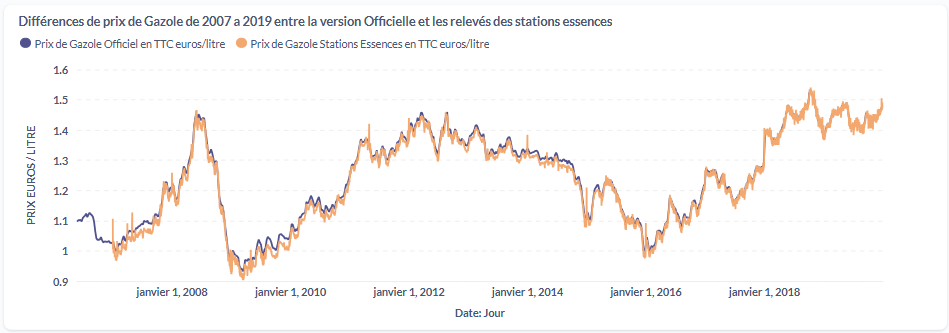 Différences de prix de Gazole de 2007 a 2019 entre la version Officielle et les relevés des stations essences
Prix de Gazole Officiel en TTC euros/litre Prix de Gazole Stations Essences en TTC euros/litre
1.6
1.5
1.4
1.3
1.2
1.1
1
0.9
PRIX EUROS / LITRE
janvier 1, 2008 janvier 1, 2010 janvier 1, 2012 janvier 1, 2014 janvier 1, 2016 janvier 1, 2018
Date: Jour